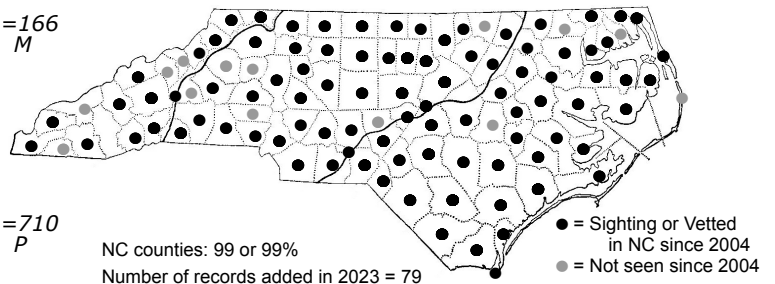 =166
M
=710
P
NC counties: 99 or 99%
Number of records added in 2023 = 79
= Sighting or Vetted
in NC since 2004
= Not seen since 2004